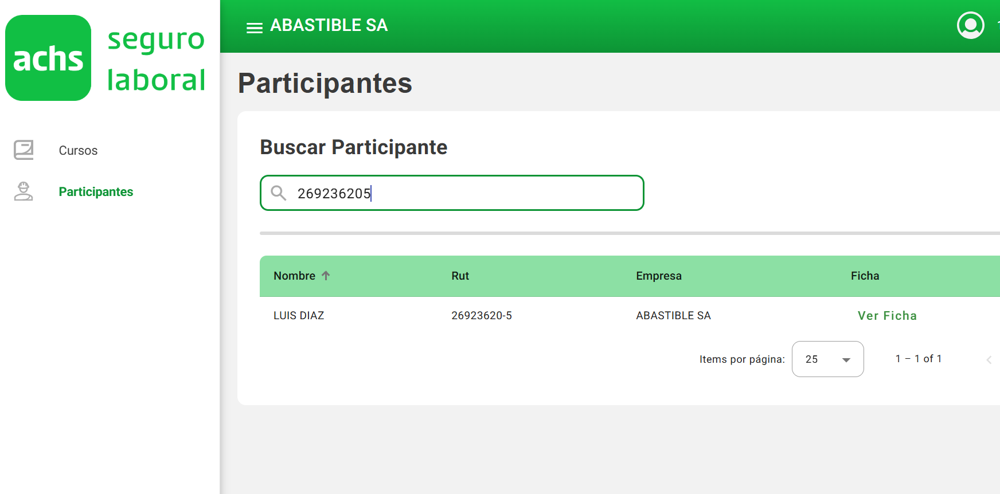 achs
seguro
laboral
Cursos
Participantes
ABASTIBLE SA
Participantes
Buscar Participante
269236205
Nombre Rut Empresa Ficha
LUIS DIAZ 26923620-5 ABASTIBLE SA Ver Ficha
Items por página: 25 1 – 1 of 1